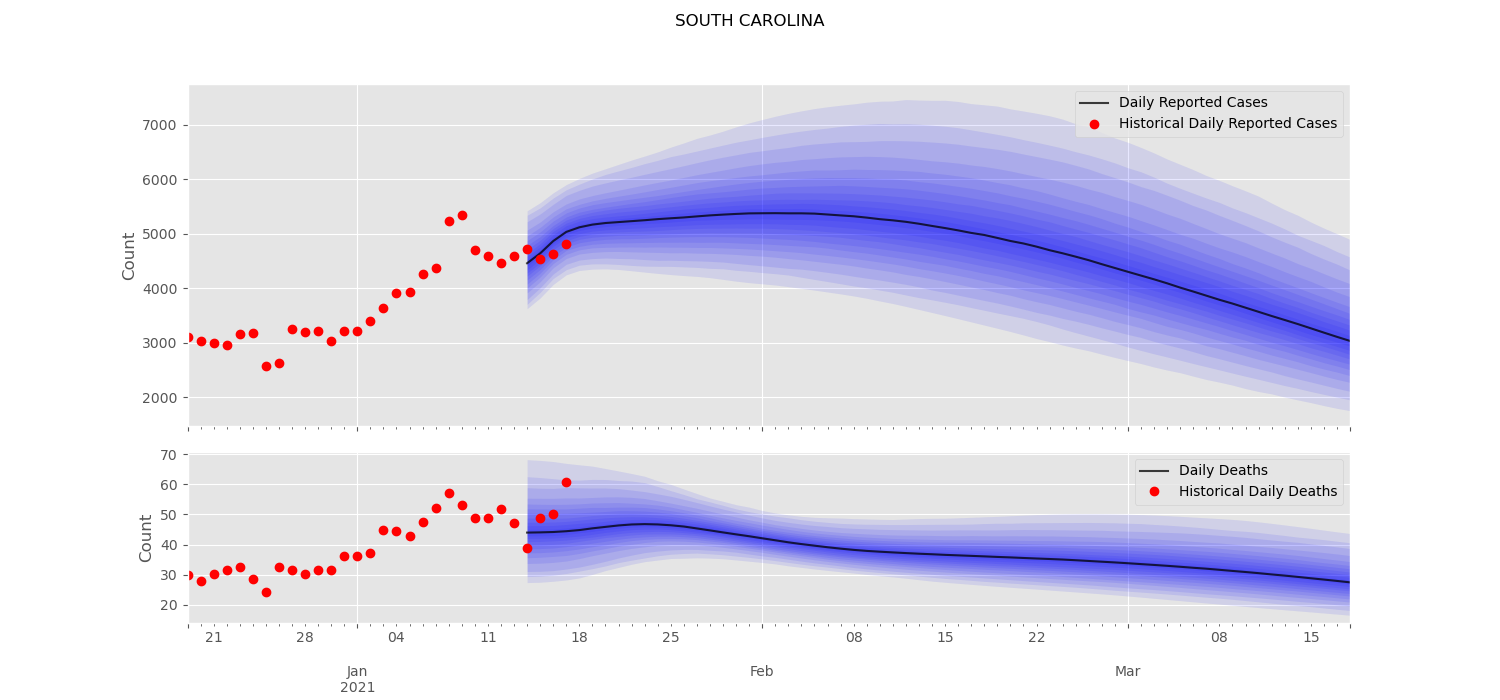 SOUTH CAROLINA
Daily Reported Cases
Historical Daily Reported Cases
7000
6000
5000
4000
3000
2000
Count
Daily Deaths
Historical Daily Deaths
70
60
50
40
30
20
Count
21 28 04 11 18 25 08 15 22 08 15
Jan Feb Mar
2021